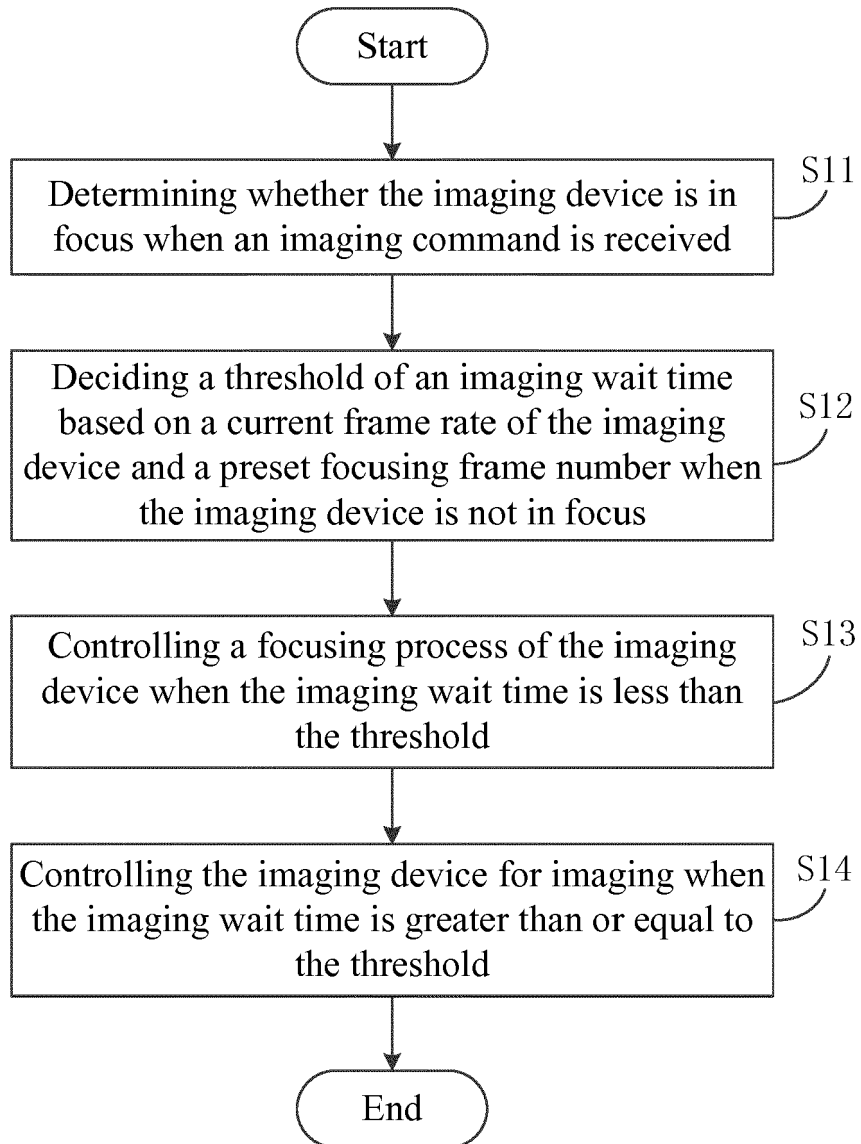 Start
Determining whether the imaging device is in
focus when an imaging command is received
S11
Deciding a threshold of an imaging wait time
based on a current frame rate of the imaging
device and a preset focusing frame number when
the imaging device is not in focus
S12
Controlling a focusing process of the imaging
device when the imaging wait time is less than
the threshold
S13
Controlling the imaging device for imaging when
the imaging wait time is greater than or equal to
the threshold
S14
End